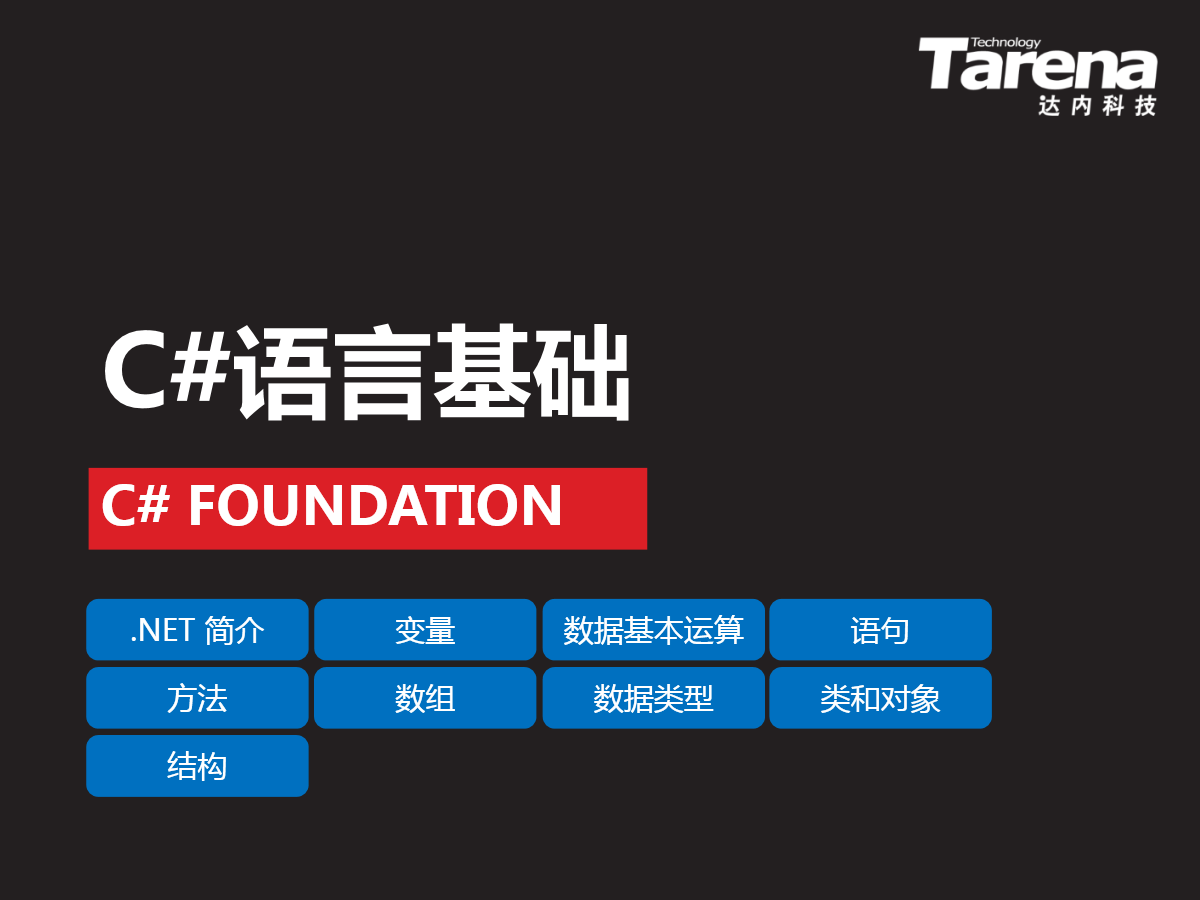 Technology
Tarena
达内科技
C#语言基础
C# FOUNDATION
.NET 简介
变量
数据基本运算
语句
方法
数组
数据类型
类和对象
结构